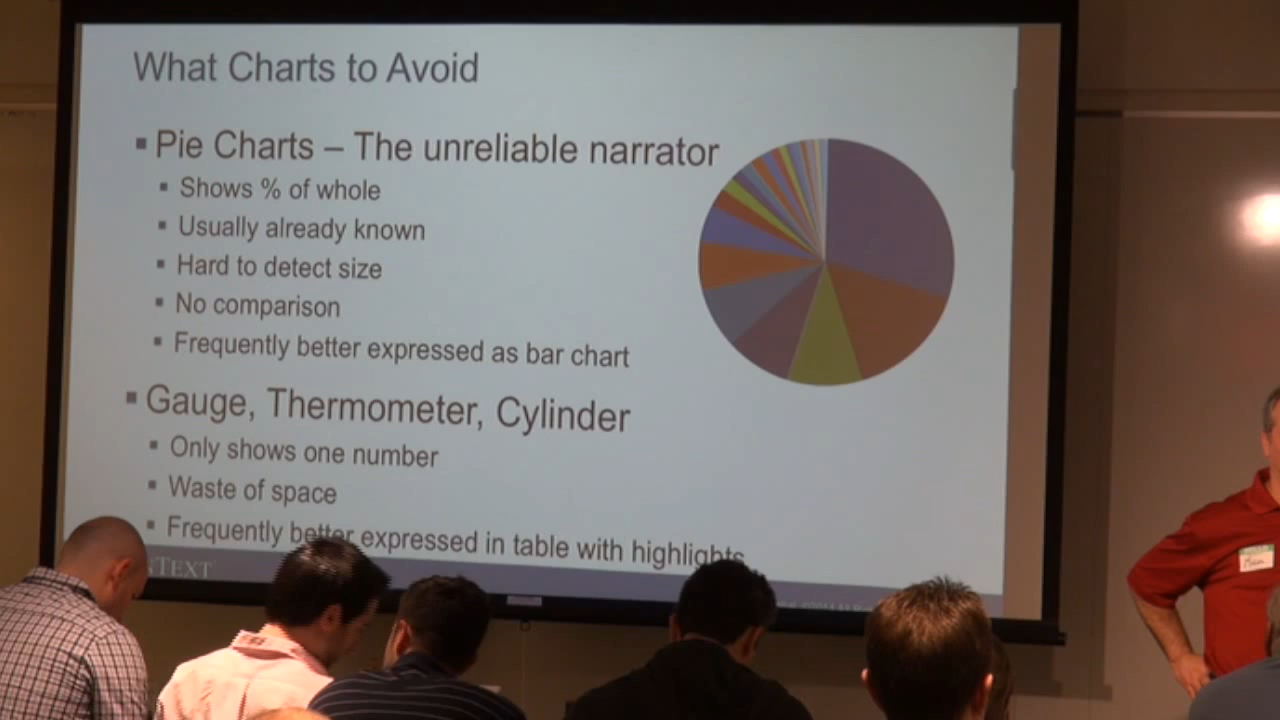 What Charts to Avoid
▪ Pie Charts – The unreliable narrator
▪ Shows % of whole
▪ Usually already known
▪ Hard to detect size
▪ No comparison
▪ Frequently better expressed as bar chart
▪ Gauge, Thermometer, Cylinder
▪ Only shows one number
▪ Waste of space
▪ Frequently better expressed in table with highlights